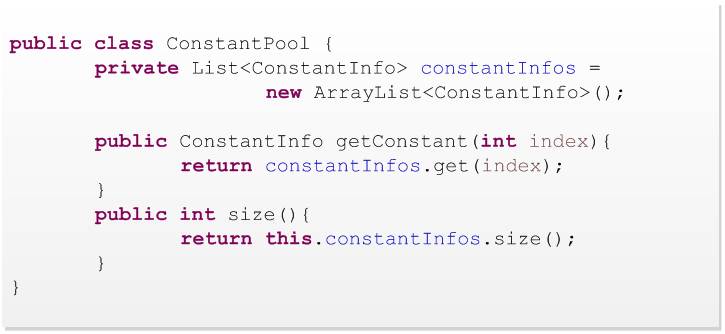 public class ConstantPool {
private List<ConstantInfo> constantInfos =
new ArrayList<ConstantInfo>();
public ConstantInfo getConstant(int index){
return constantInfos.get(index);
}
public int size(){
return this.constantInfos.size();
}
}